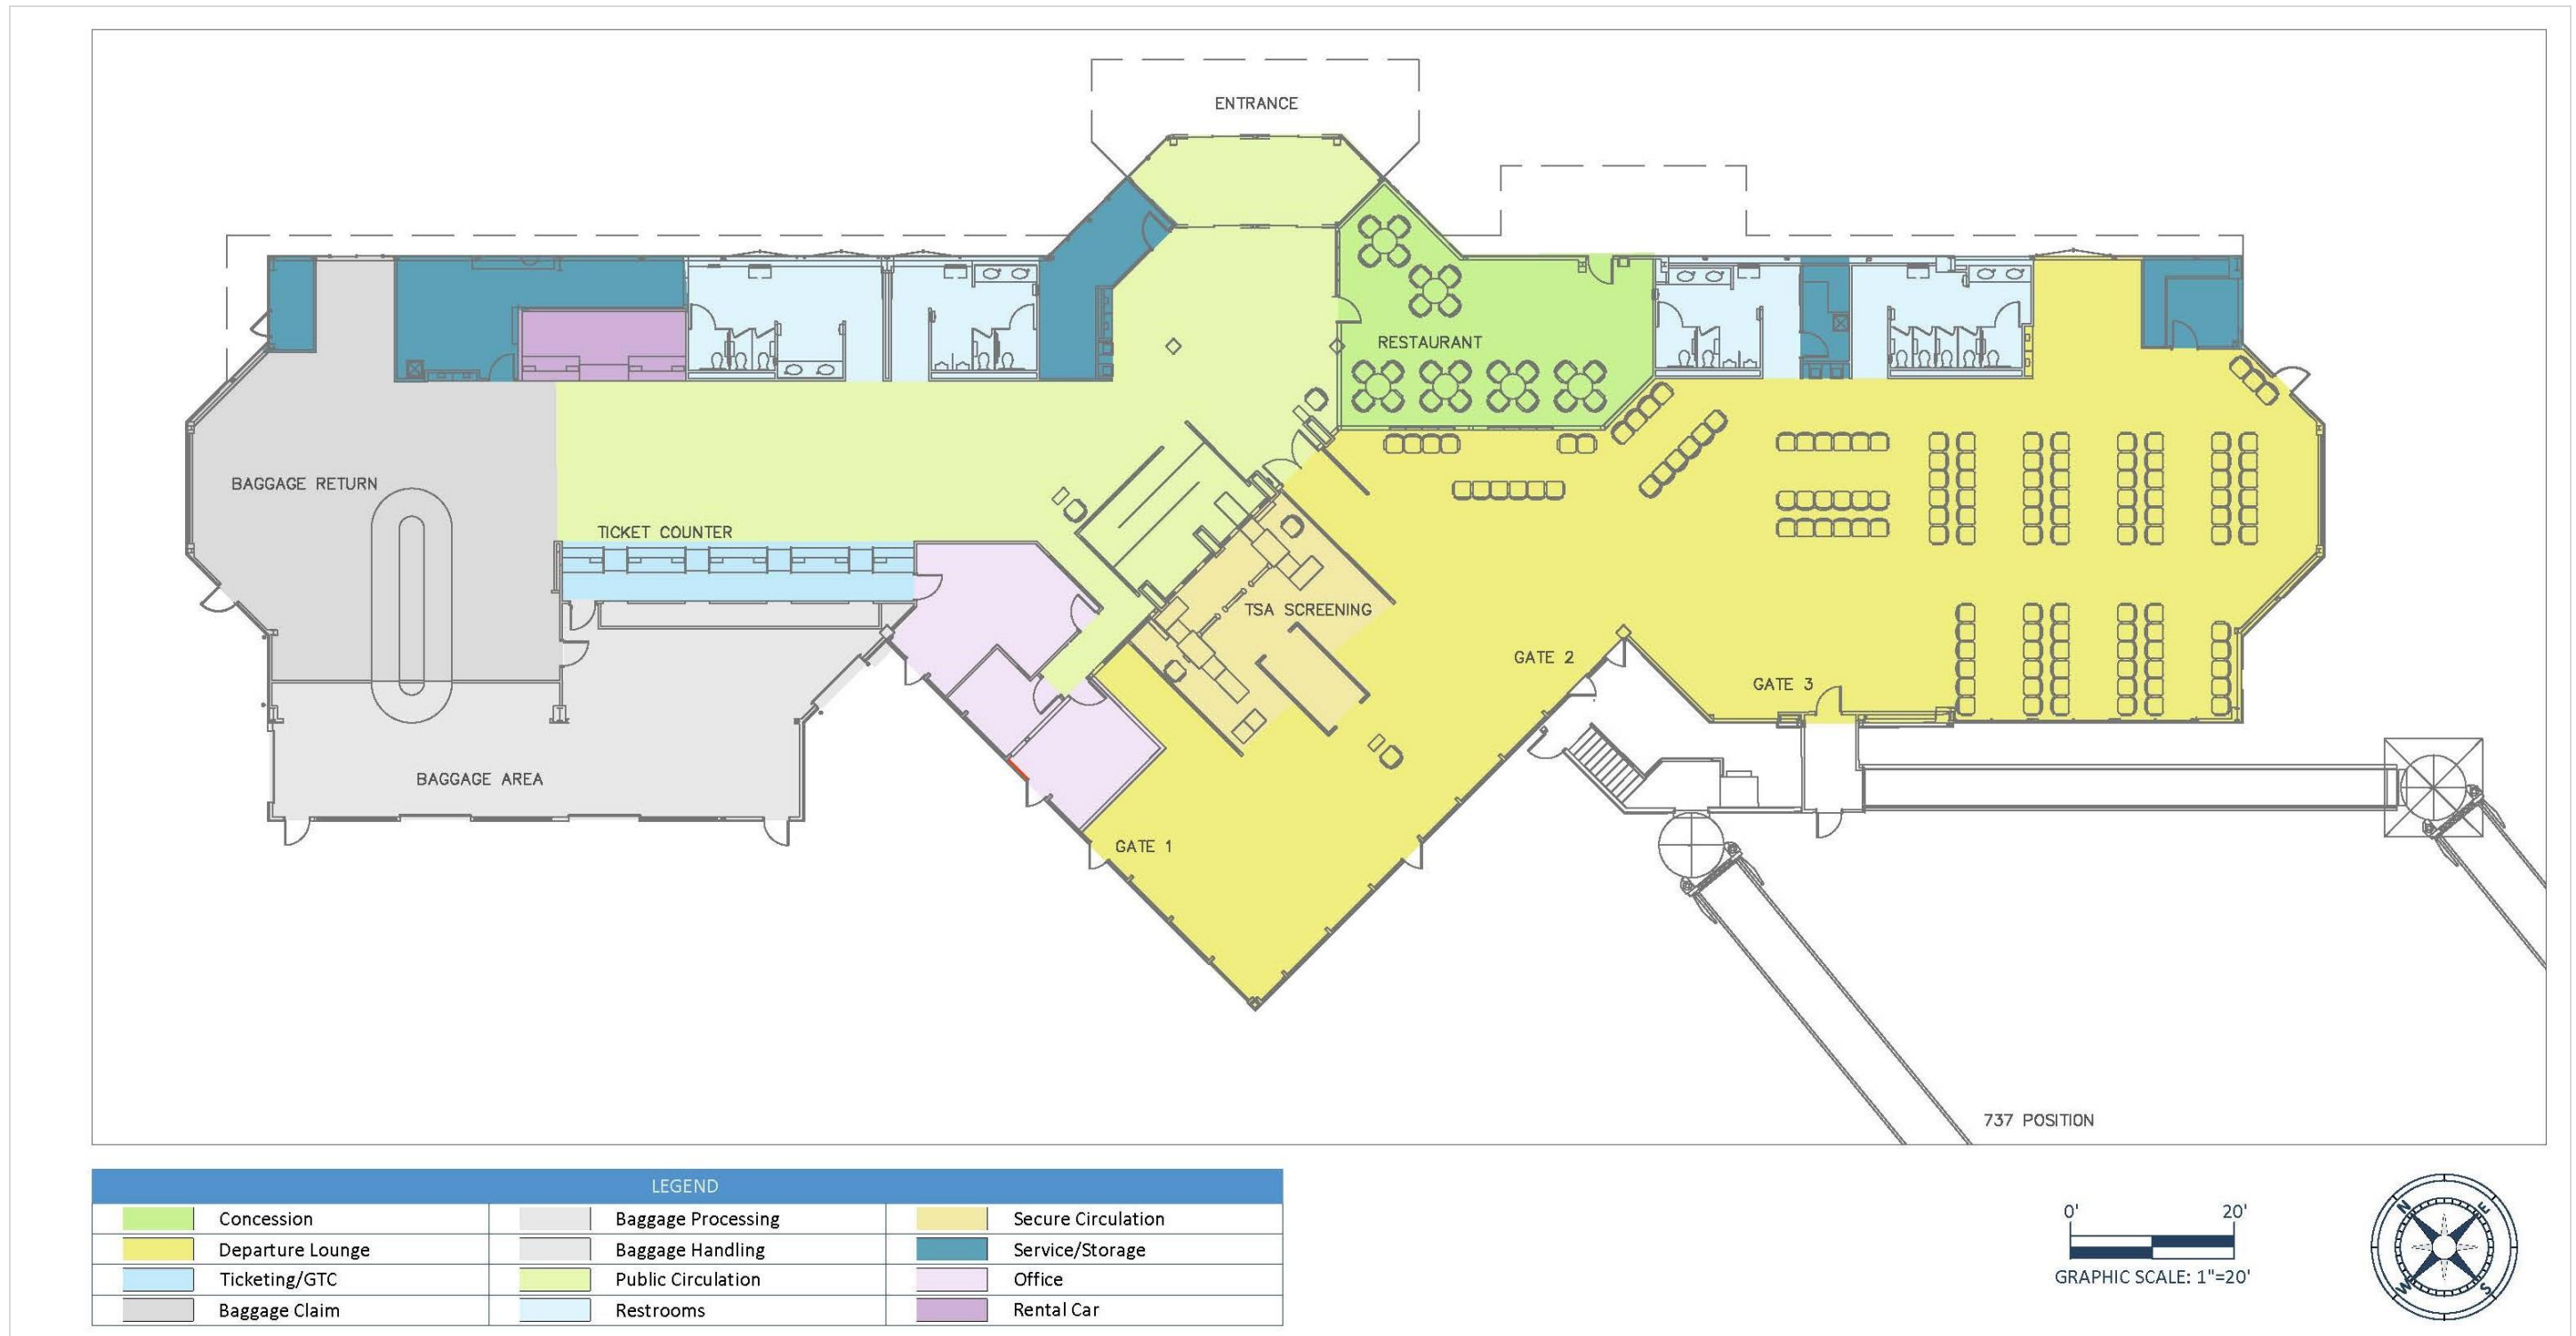 ENTRANCE
RESTAURANT
BAGGAGE RETURN
TICKET COUNTER
TSA SCREENING
GATE 2
GATE 3
BAGGAGE AREA
GATE 1
737 POSITION
LEGEND
Concession
Baggage Processing
Secure Circulation
Departure Lounge
Baggage Handling
Service/Storage
Ticketing/GTC
Public Circulation
Office
Baggage Claim
Restrooms
Rental Car
0' 20'
GRAPHIC SCALE: 1"=20'
N E
W S